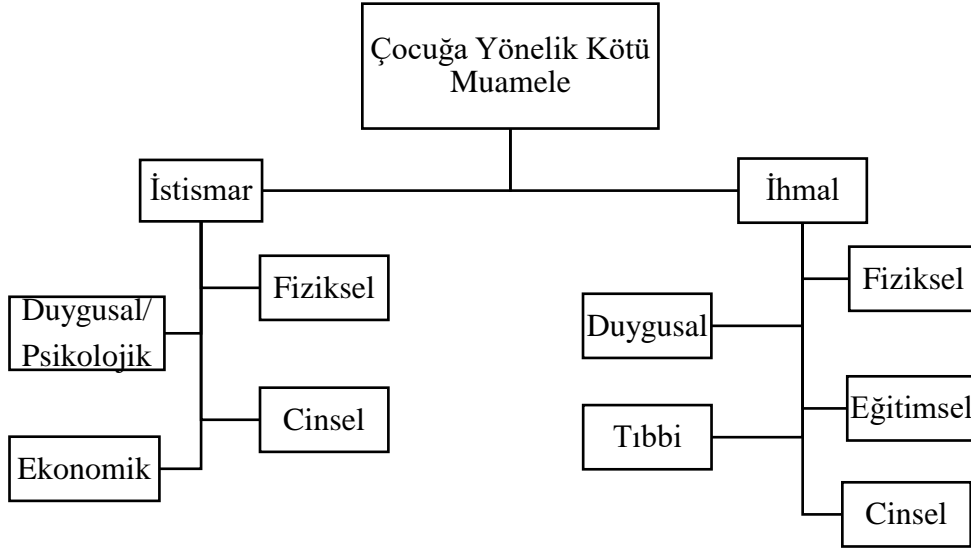 Çocuğa Yönelik Kötü
Muamele
İstismar
İhmal
Fiziksel
Duygusal/
Psikolojik
Cinsel
Ekonomik
Fiziksel
Duygusal
Eğitimsel
Tıbbi
Cinsel